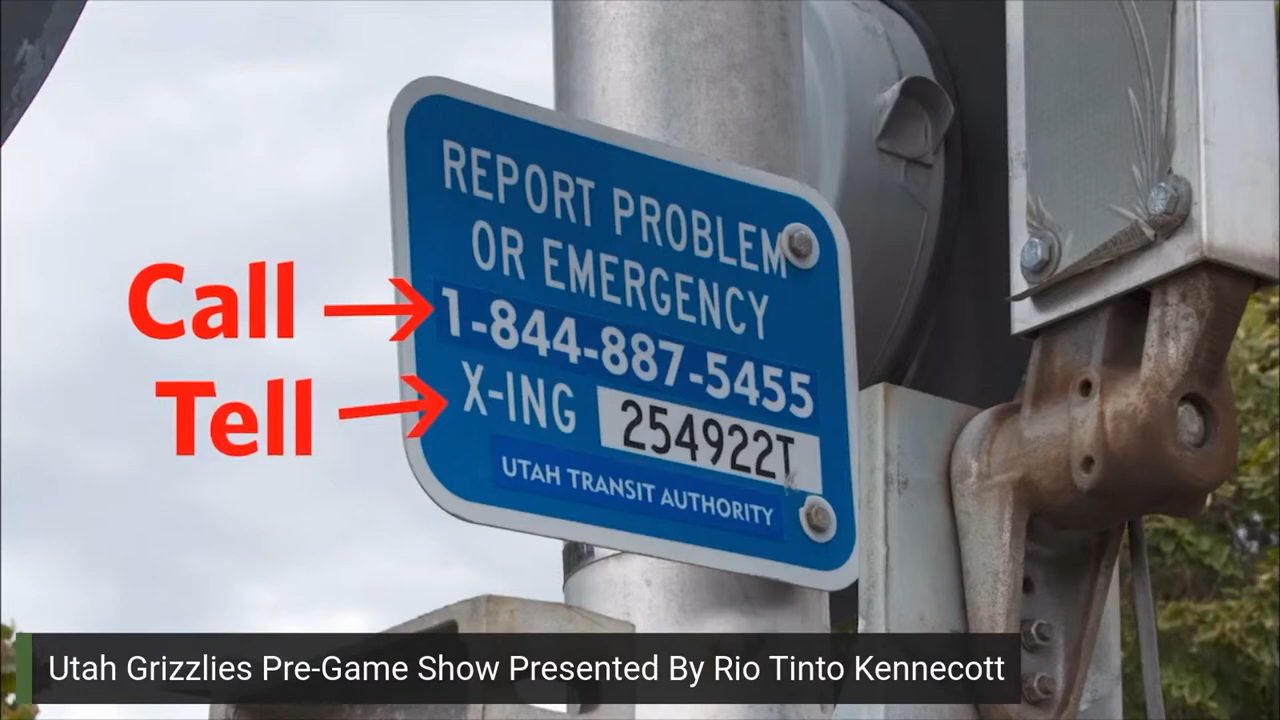 REPORT PROBLEM
OR EMERGENCY
Call
1-844-887-5455
Tell
X-ING 254922T
UTAH TRANSIT AUTHORITY
Utah Grizzlies Pre-Game Show Presented By Rio Tinto Kennecott